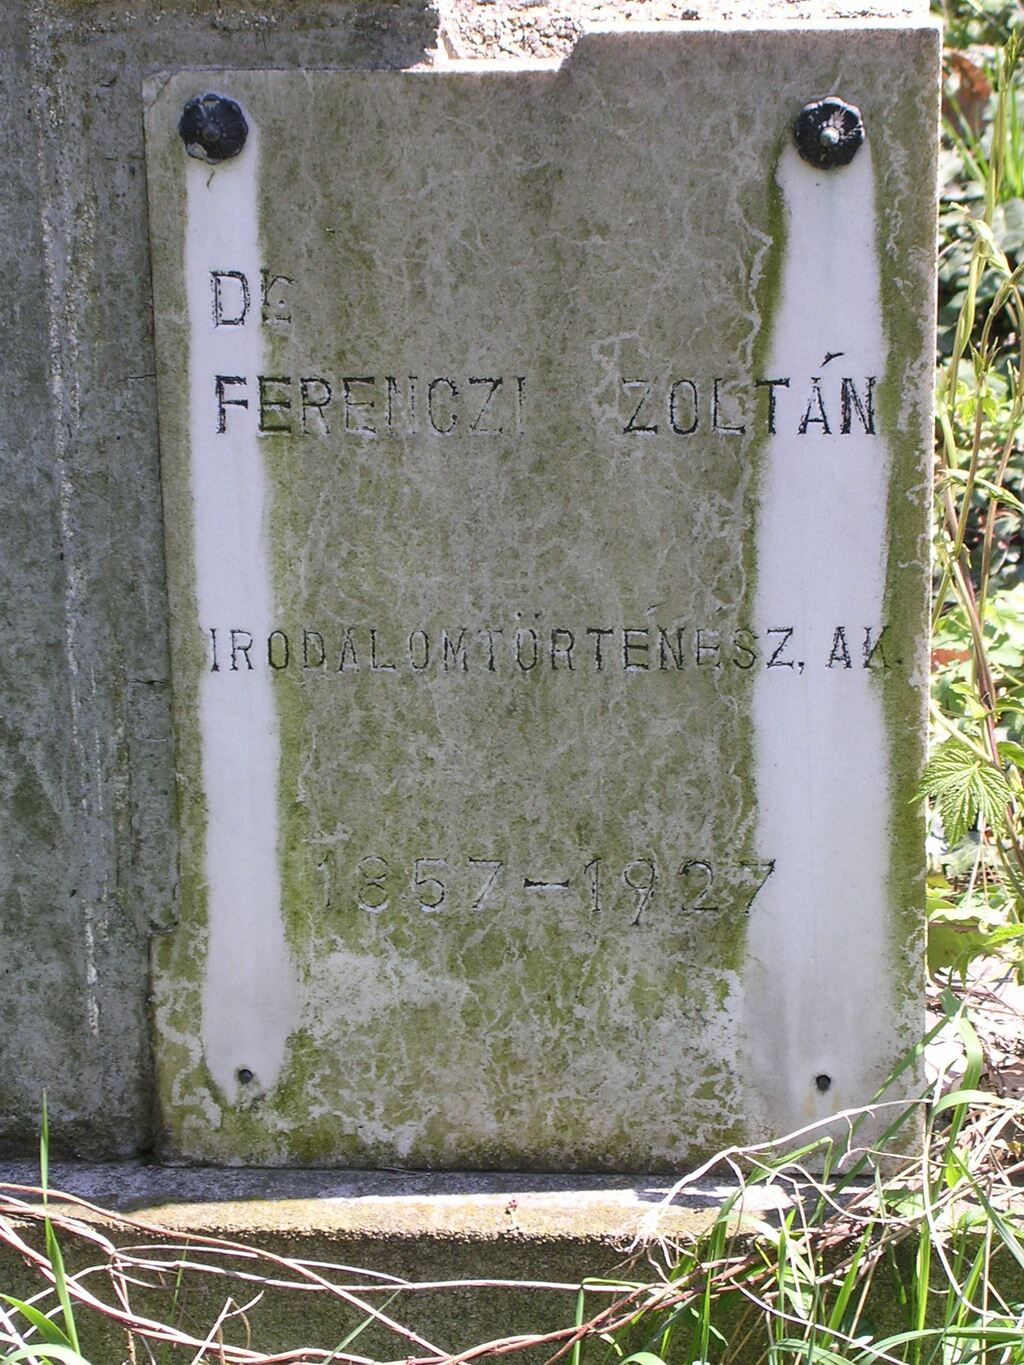 Dr
FERENCZI ZOLTÁN
IRODALOMTÖRTÉNÉSZ, AK.
1857-1927